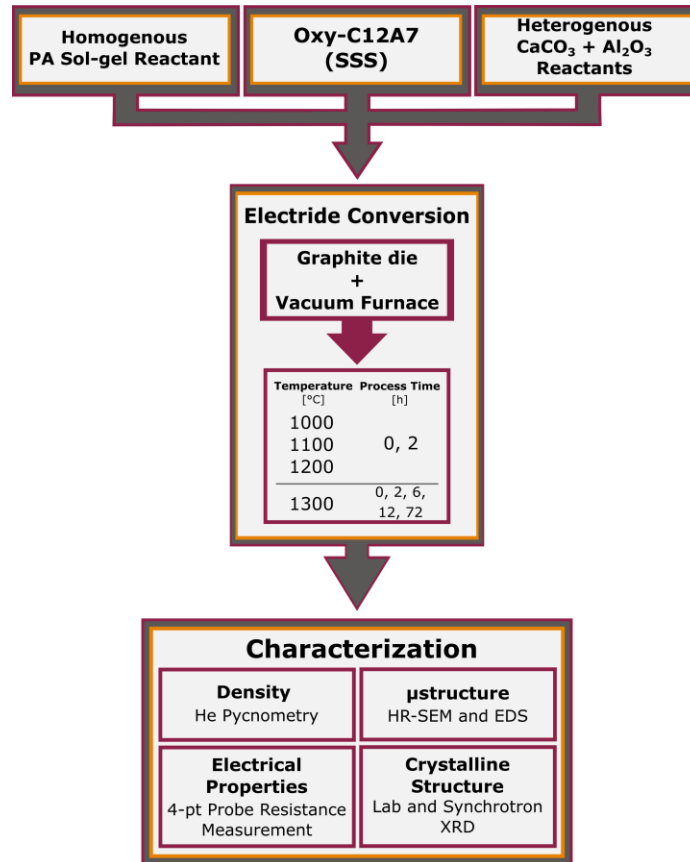 Homogenous
PA Sol-gel Reactant
Oxy-C12A7
(SSS)
Heterogenous
CaCO₃ + Al₂O₃
Reactants
Electride Conversion
Graphite die
+
Vacuum Furnace
Temperature Process Time
[°C] [h]
1000
1100 0, 2
1200
1300 0, 2, 6,
12, 72
Characterization
Density
He Pycnometry
µstructure
HR-SEM and EDS
Electrical
Properties
4-pt Probe Resistance
Measurement
Crystalline
Structure
Lab and Synchrotron
XRD